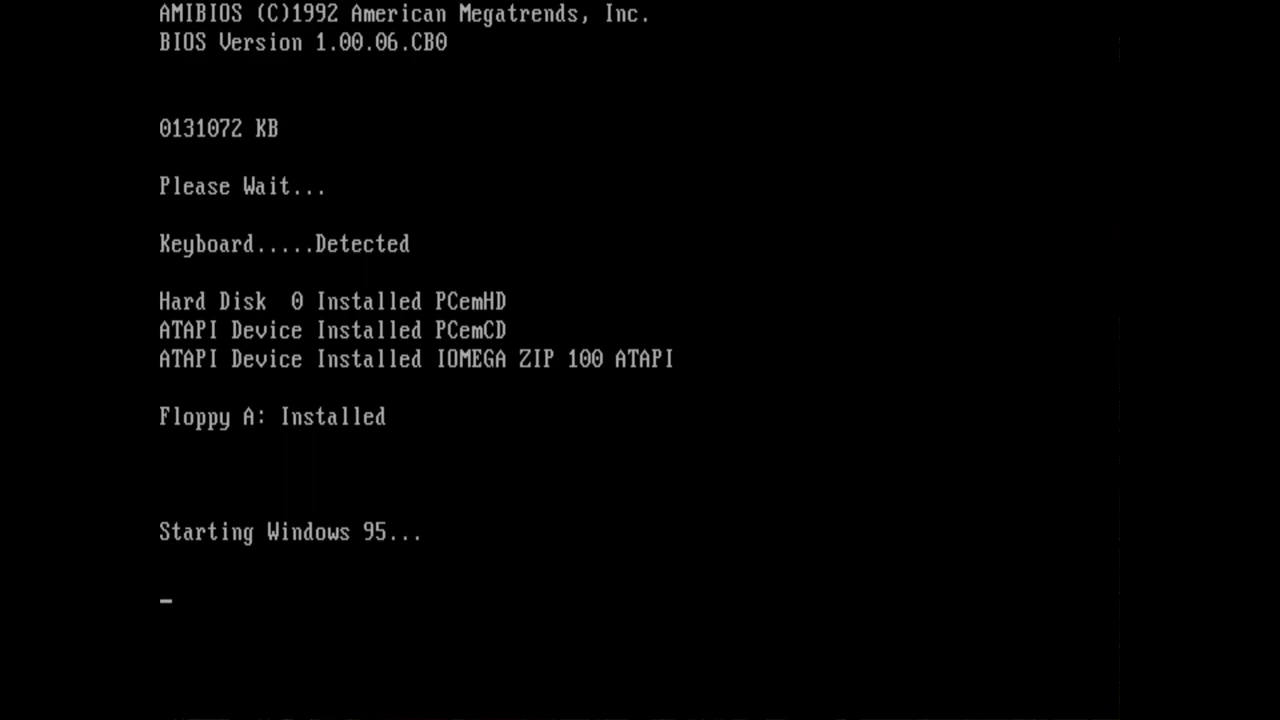 AMIBIOS (C)1992 American Megatrends, Inc.
BIOS Version 1.00.06.CB0
0131072 KB
Please Wait...
Keyboard.....Detected
Hard Disk  0 Installed PCemHD
ATAPI Device Installed PCemCD
ATAPI Device Installed IOMEGA ZIP 100 ATAPI
Floppy A: Installed
Starting Windows 95...